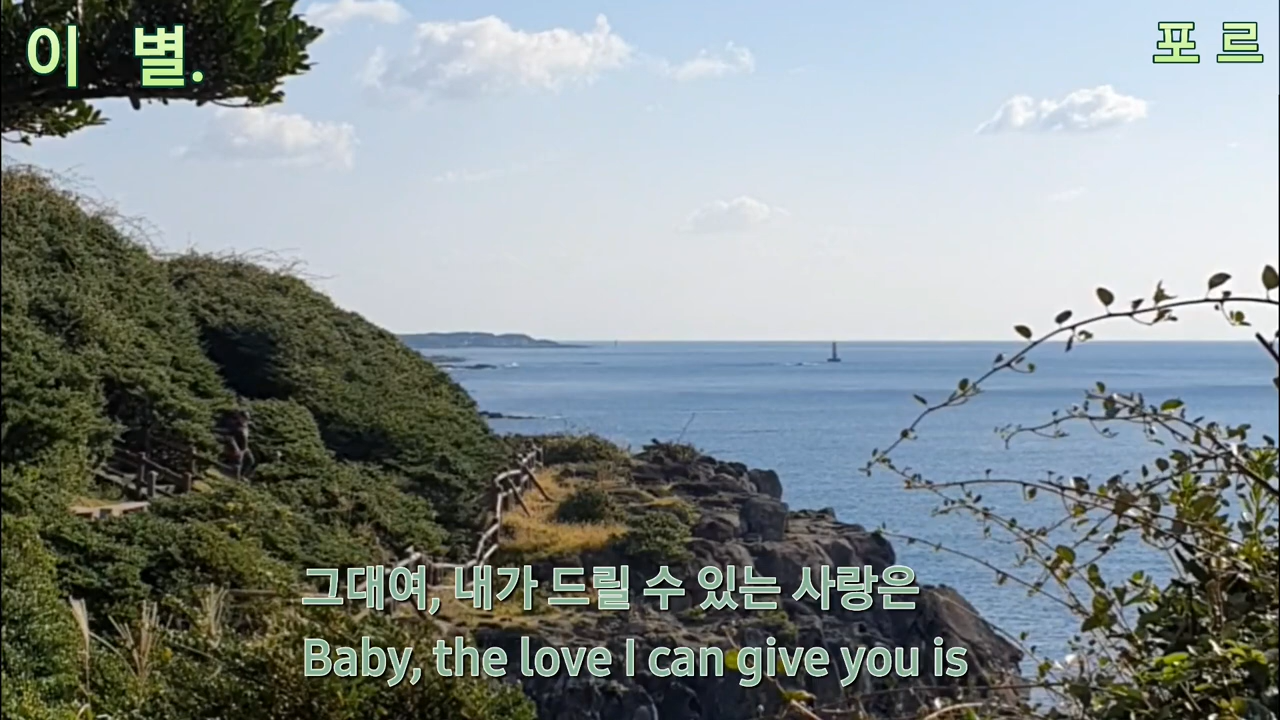 이 별.
포 르
그대여, 내가 드릴 수 있는 사랑은
Baby, the love I can give you is